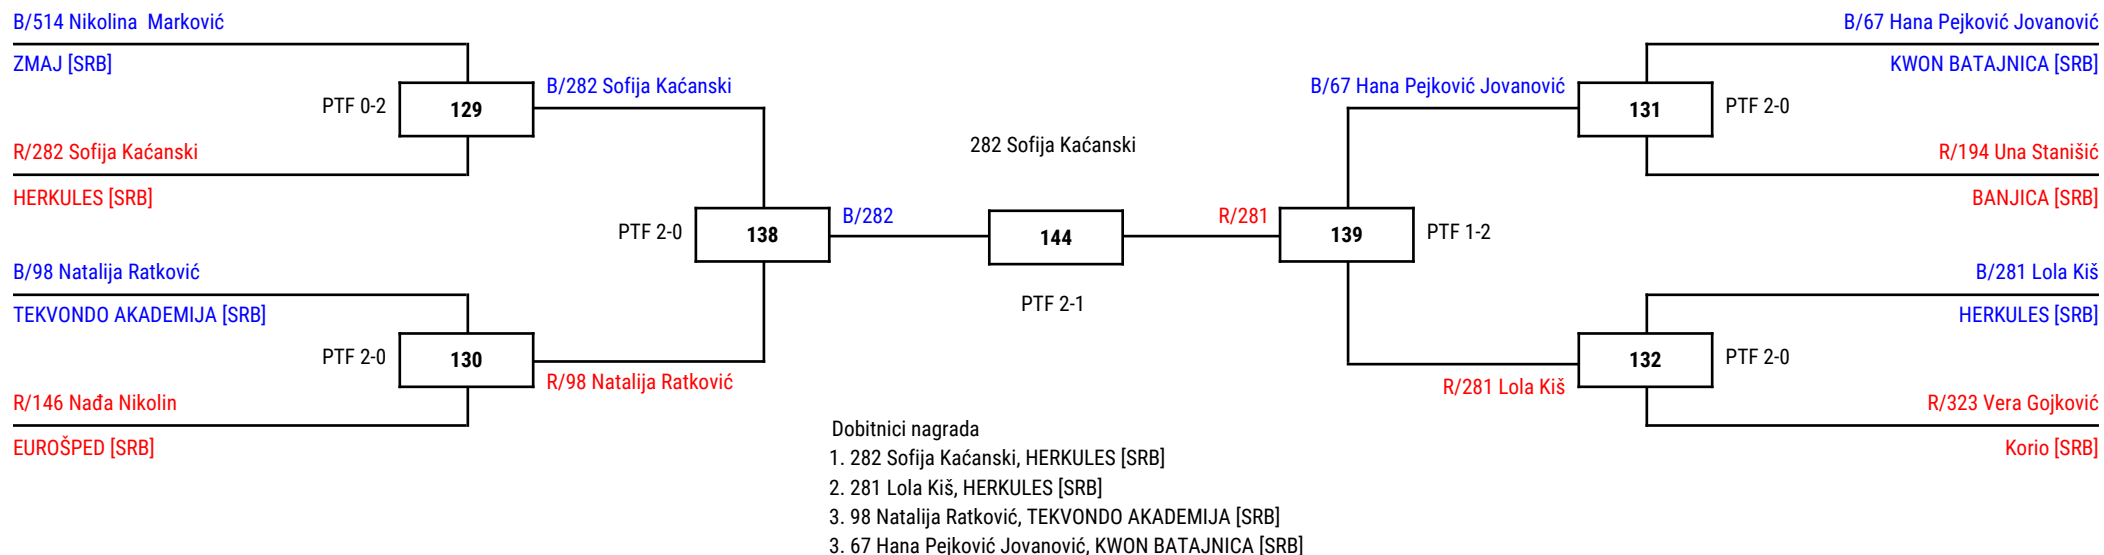 B/514 Nikolina  Marković
ZMAJ [SRB]
PTF 0-2
129
B/282 Sofija Kaćanski
R/282 Sofija Kaćanski
HERKULES [SRB]
PTF 2-0
138
B/282
B/98 Natalija Ratković
TEKVONDO AKADEMIJA [SRB]
PTF 2-0
130
R/98 Natalija Ratković
R/146 Nađa Nikolin
EUROŠPED [SRB]
282 Sofija Kaćanski
144
PTF 2-1
B/67 Hana Pejković Jovanović
KWON BATAJNICA [SRB]
B/67 Hana Pejković Jovanović
131
PTF 2-0
R/194 Una Stanišić
BANJICA [SRB]
R/281
139
PTF 1-2
B/281 Lola Kiš
HERKULES [SRB]
132
PTF 2-0
R/281 Lola Kiš
R/323 Vera Gojković
Korio [SRB]
Dobitnici nagrada
1. 282 Sofija Kaćanski, HERKULES [SRB]
2. 281 Lola Kiš, HERKULES [SRB]
3. 98 Natalija Ratković, TEKVONDO AKADEMIJA [SRB]
3. 67 Hana Pejković Jovanović, KWON BATAJNICA [SRB]